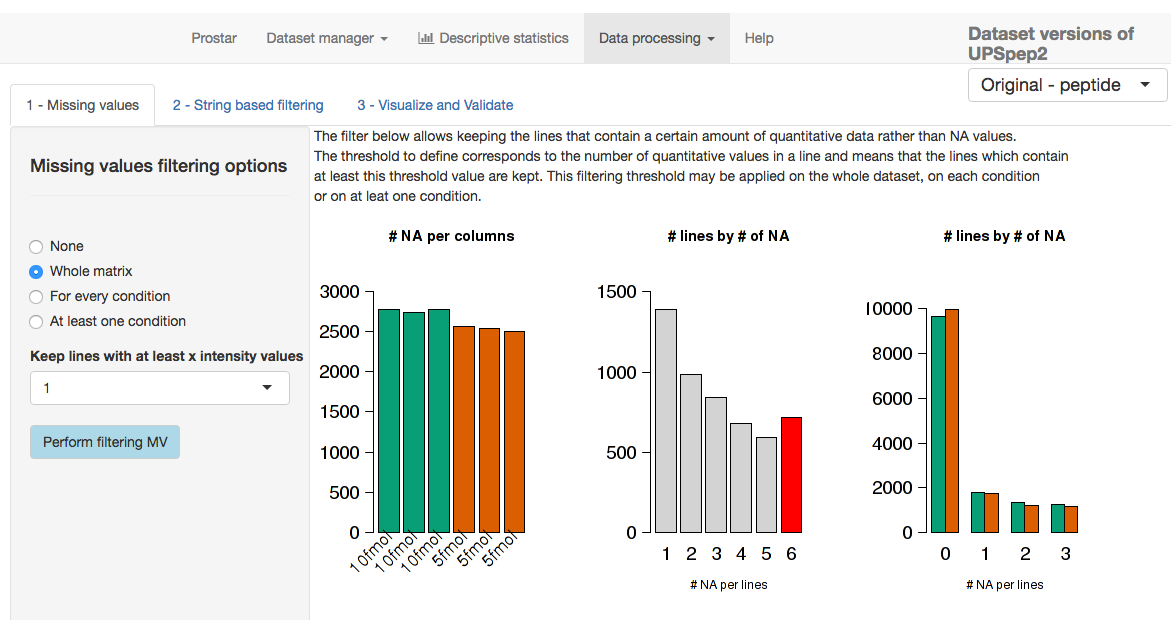 Prostar Dataset manager Descriptive statistics Data processing Help
Dataset versions of
UPSpep2
Original - peptide
1 - Missing values 2 - String based filtering 3 - Visualize and Validate
Missing values filtering options
None
Whole matrix
For every condition
At least one condition
Keep lines with at least x intensity values
1
Perform filtering MV
The filter below allows keeping the lines that contain a certain amount of quantitative data rather than NA values.
The threshold to define corresponds to the number of quantitative values in a line and means that the lines which contain
at least this threshold value are kept. This filtering threshold may be applied on the whole dataset, on each condition
or on at leat one condition.
# NA per columns
3000
2500
2000
1500
1000
500
0
10fmol 10fmol 10fmol 5fmol 5fmol 5fmol
# lines by # of NA
1500
1000
500
0
1 2 3 4 5 6
# NA per lines
# lines by # of NA
10000
8000
6000
4000
2000
0
0 1 2 3
# NA per lines